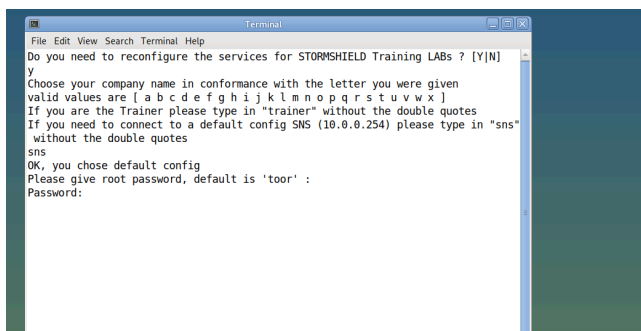 Terminal
File Edit View Search Terminal Help
Do you need to reconfigure the services for STORMSHIELD Training LABs ? [Y|N]
y
Choose your company name in conformance with the letter you were given
valid values are [ a b c d e f g h i j k l m n o p q r s t u v w x ]
If you are the Trainer please type in "trainer" without the double quotes
If you need to connect to a default config SNS (10.0.0.254) please type in "sns"
without the double quotes
sns
OK, you chose default config
Please give root password, default is 'toor' :
Password: